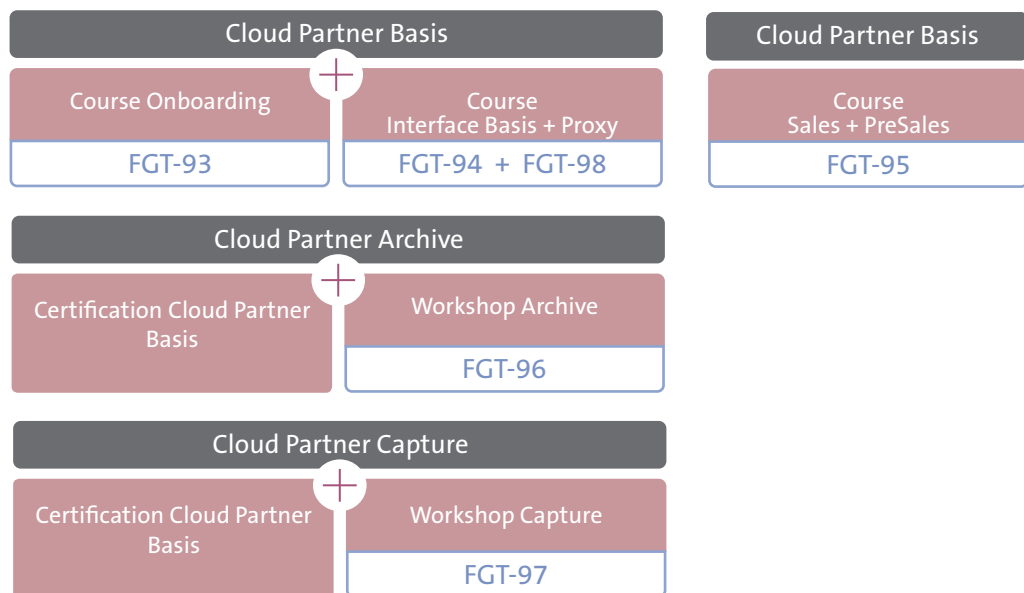 Cloud Partner Basis
Course Onboarding
FGT-93
Course
Interface Basis + Proxy
FGT-94 + FGT-98
Cloud Partner Basis
Course
Sales + PreSales
FGT-95
Cloud Partner Archive
Certification Cloud Partner
Basis
Workshop Archive
FGT-96
Cloud Partner Capture
Certification Cloud Partner
Basis
Workshop Capture
FGT-97